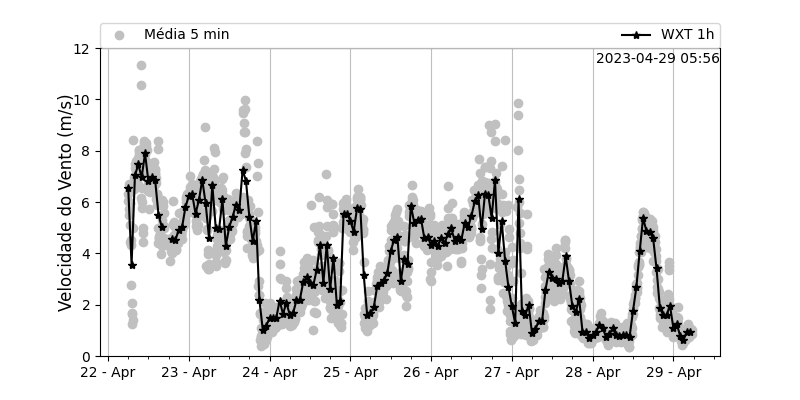 Média 5 min
WXT 1h
2023-04-29 05:56
Velocidade do Vento (m/s)
12
10
8
6
4
2
0
22 - Apr
23 - Apr
24 - Apr
25 - Apr
26 - Apr
27 - Apr
28 - Apr
29 - Apr